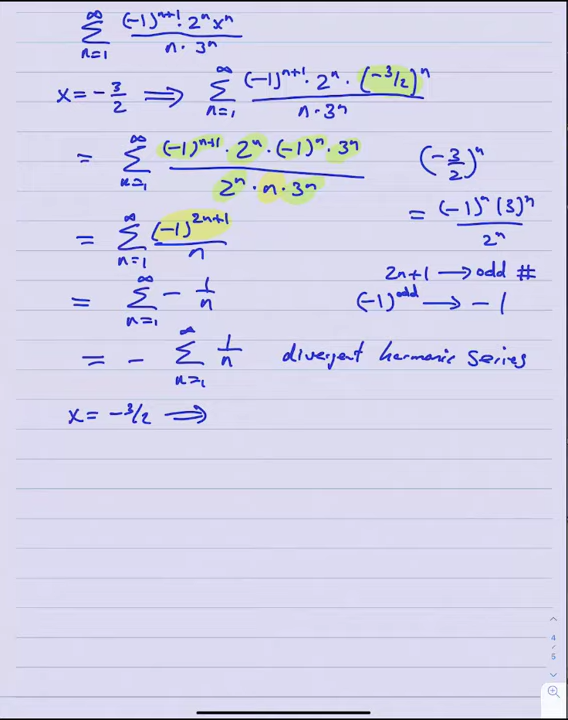 ∞∑n=1 (-1)^{n+1} · 2^n x^n / n · 3^n
x = -3/2 ⟹ ∞∑n=1 (-1)^{n+1} · 2^n · (-3/2)^n / n · 3^n
= ∞∑n=1 (-1)^{n+1} · 2^n · (-1)^n · 3^n / 2^n · n · 3^n (-3/2)^n
= ∞∑n=1 (-1)^{2n+1} / n = (-1)^n (3)^n / 2^n
2n+1 → odd #
= ∞∑n=1 - 1/n (-1)^{odd} → -1
= - ∞∑n=1 1/n divergent harmonic series
x = -3/2 ⟹
4
/
5